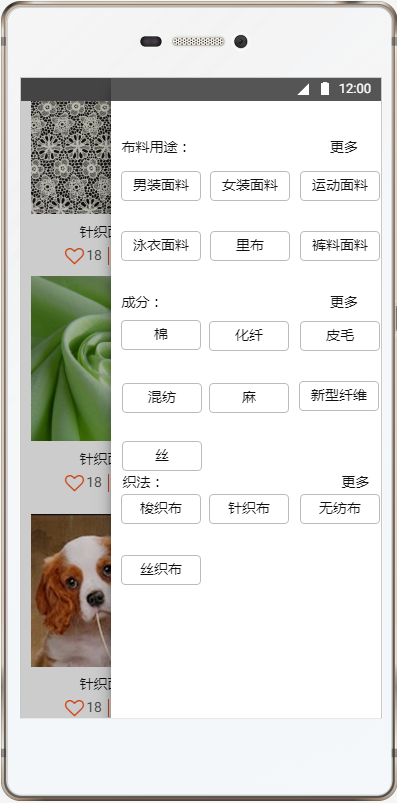 12:00
布料用途：
更多
男装面料
女装面料
运动面料
泳衣面料
里布
裤料面料
成分：
更多
棉
化纤
皮毛
混纺
麻
新型纤维
丝
织法：
更多
梭织布
针织布
无纺布
丝织布
针织
18
针织
18
针织
18